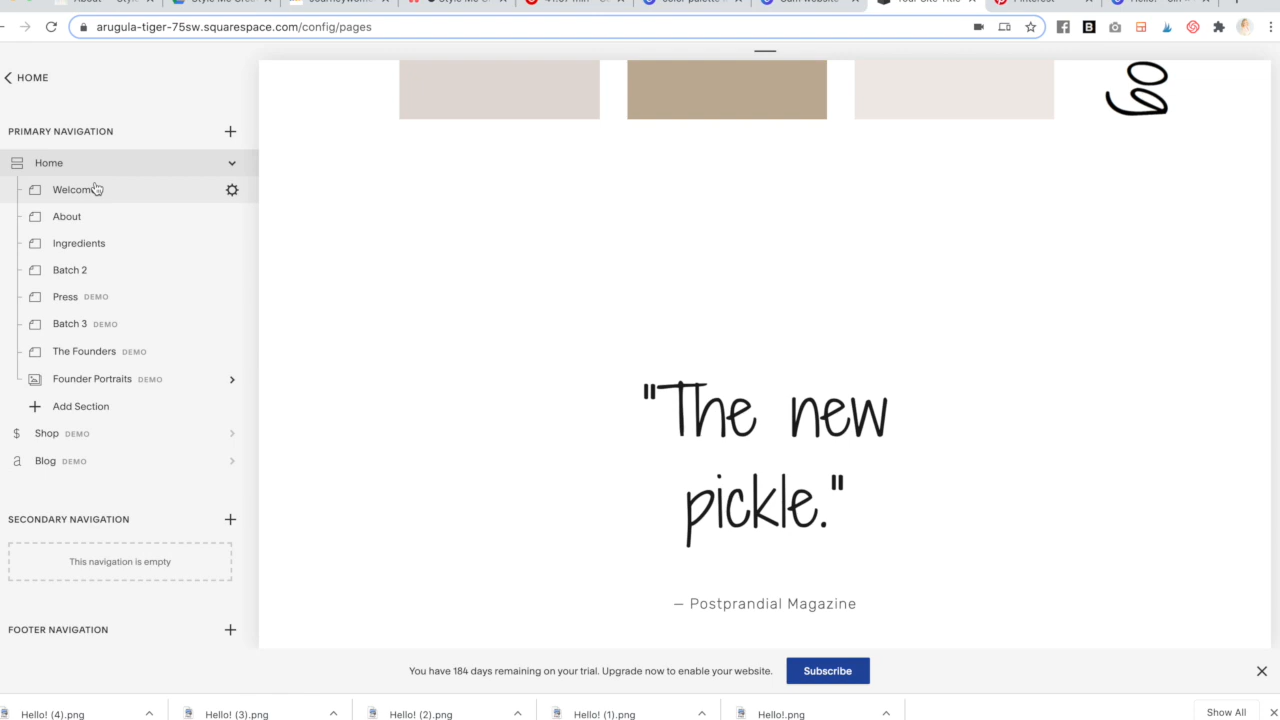 arugula-tiger-75sw.squarespace.com/config/pages
HOME
PRIMARY NAVIGATION
Home
Welcome
About
Ingredients
Batch 2
Press DEMO
Batch 3 DEMO
The Founders DEMO
Founder Portraits DEMO
Add Section
$ Shop DEMO
a Blog DEMO
SECONDARY NAVIGATION
This navigation is empty
FOOTER NAVIGATION
"The new
pickle."
— Postprandial Magazine
You have 184 days remaining on your trial. Upgrade now to enable your website.
Subscribe
Hello! (4).png
Hello! (3).png
Hello! (2).png
Hello! (1).png
Hello!.png
Show All